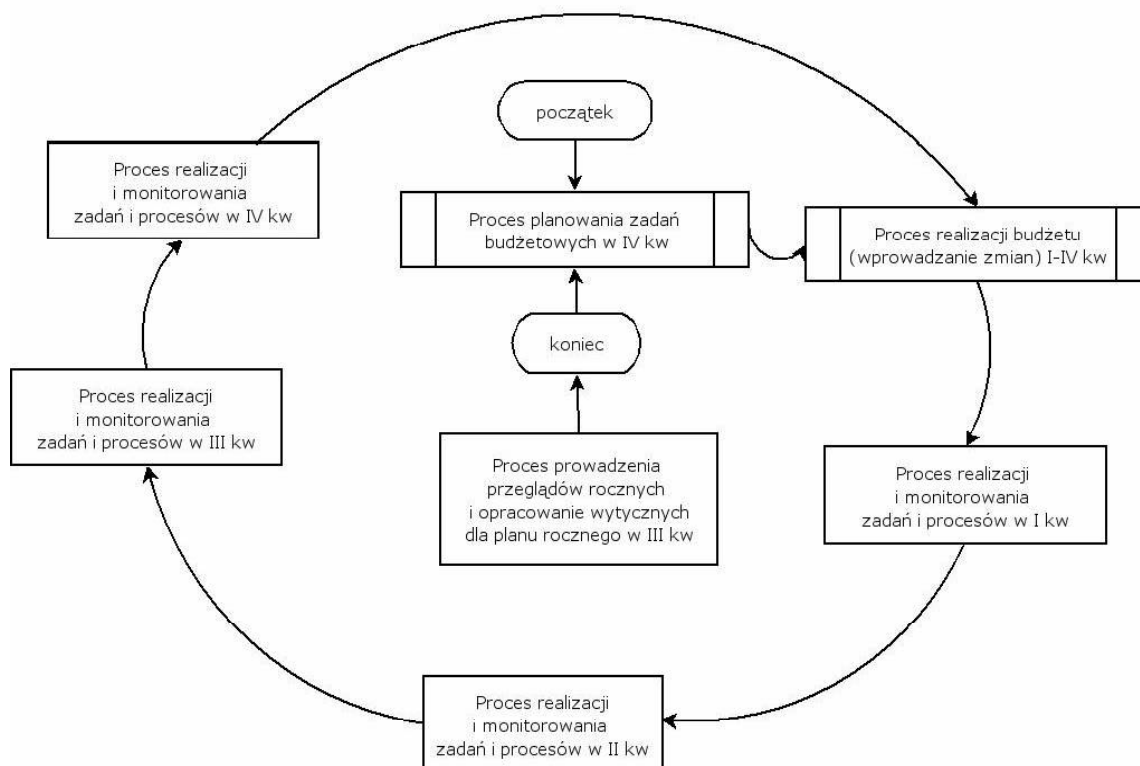 początek
Proces realizacji
i monitorowania
zadań i procesów w IV kw
Proces planowania zadań
budżetowych w IV kw
Proces realizacji budżetu
(wprowadzanie zmian) I-IV kw
koniec
Proces realizacji
i monitorowania
zadań i procesów w III kw
Proces prowadzenia
przeglądów rocznych
i opracowanie wytycznych
dla planu rocznego w III kw
Proces realizacji
i monitorowania
zadań i procesów w I kw
Proces realizacji
i monitorowania
zadań i procesów w II kw